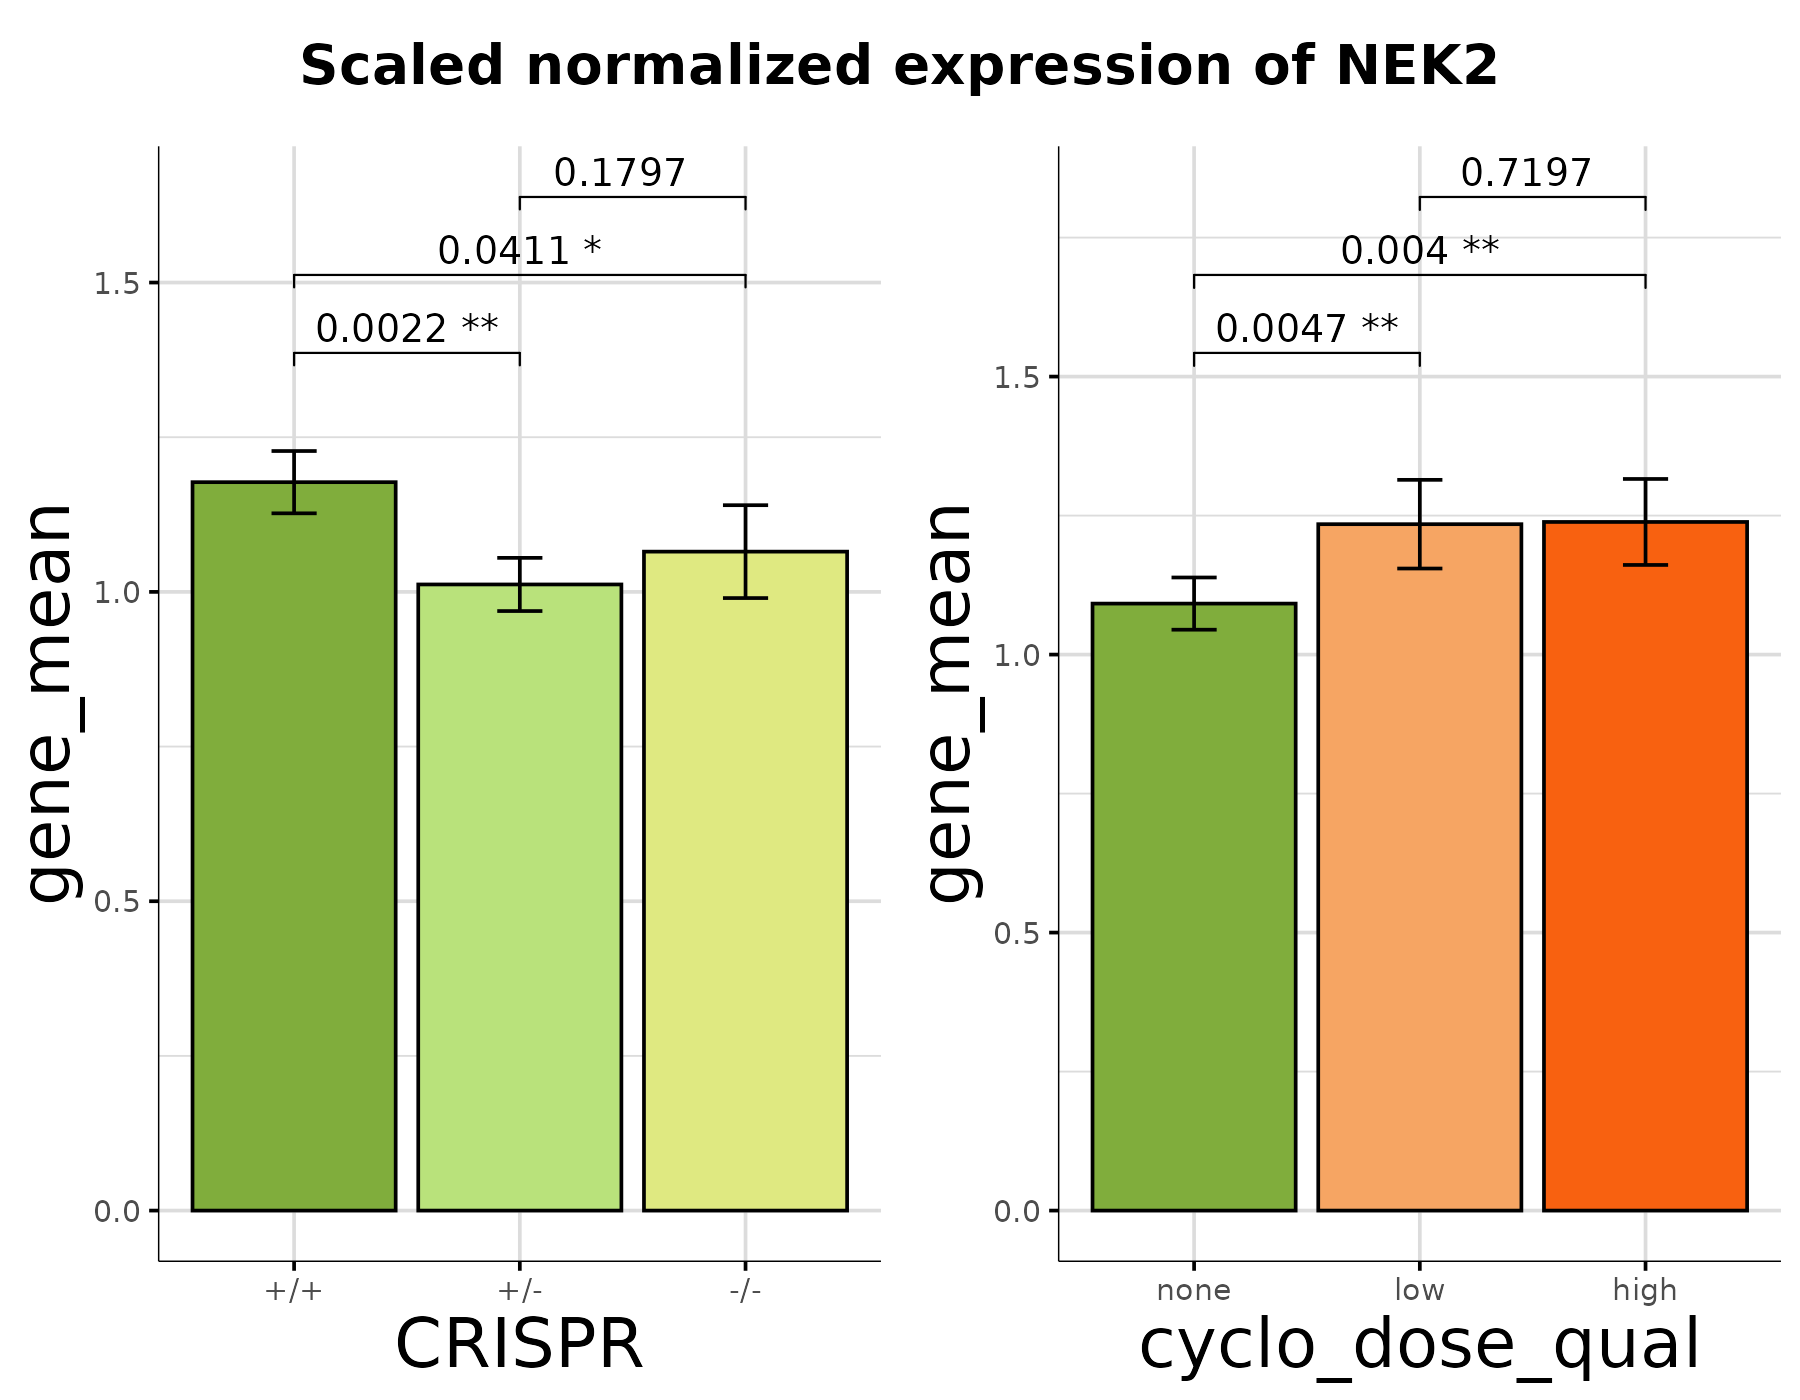 Scaled normalized expression of NEK2
gene_mean
0.1797
0.0411 *
0.0022 **
1.5
1.0
0.5
0.0
+/+ +/- -/-
CRISPR
gene_mean
0.7197
0.004 **
0.0047 **
1.5
1.0
0.5
0.0
none low high
cyclo_dose_qual